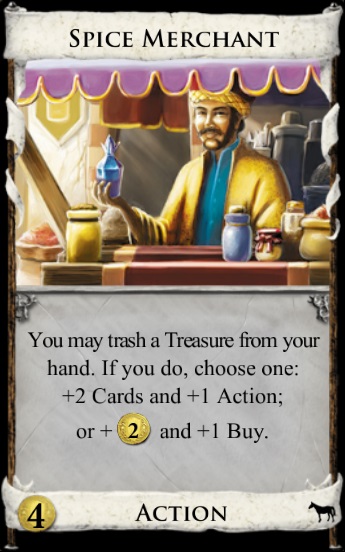 SPICE MERCHANT
You may trash a Treasure from your
hand. If you do, choose one:
+2 Cards and +1 Action;
or + 2 and +1 Buy.
4 ACTION